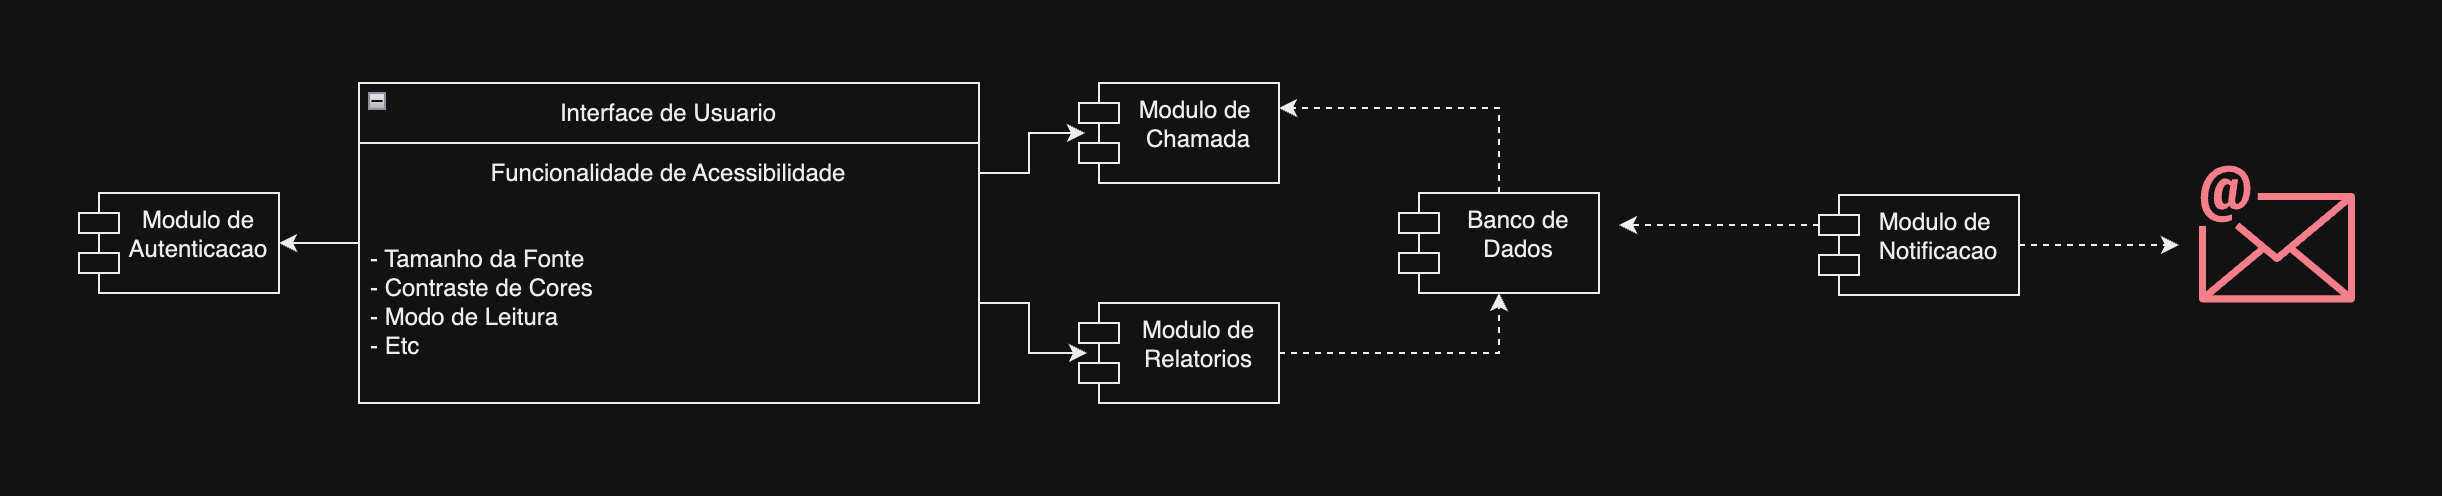 Modulo de
Autenticacao
Interface de Usuario
Funcionalidade de Acessibilidade
- Tamanho da Fonte
- Contraste de Cores
- Modo de Leitura
- Etc
Modulo de
Chamada
Modulo de
Relatorios
Banco de
Dados
Modulo de
Notificacao
@